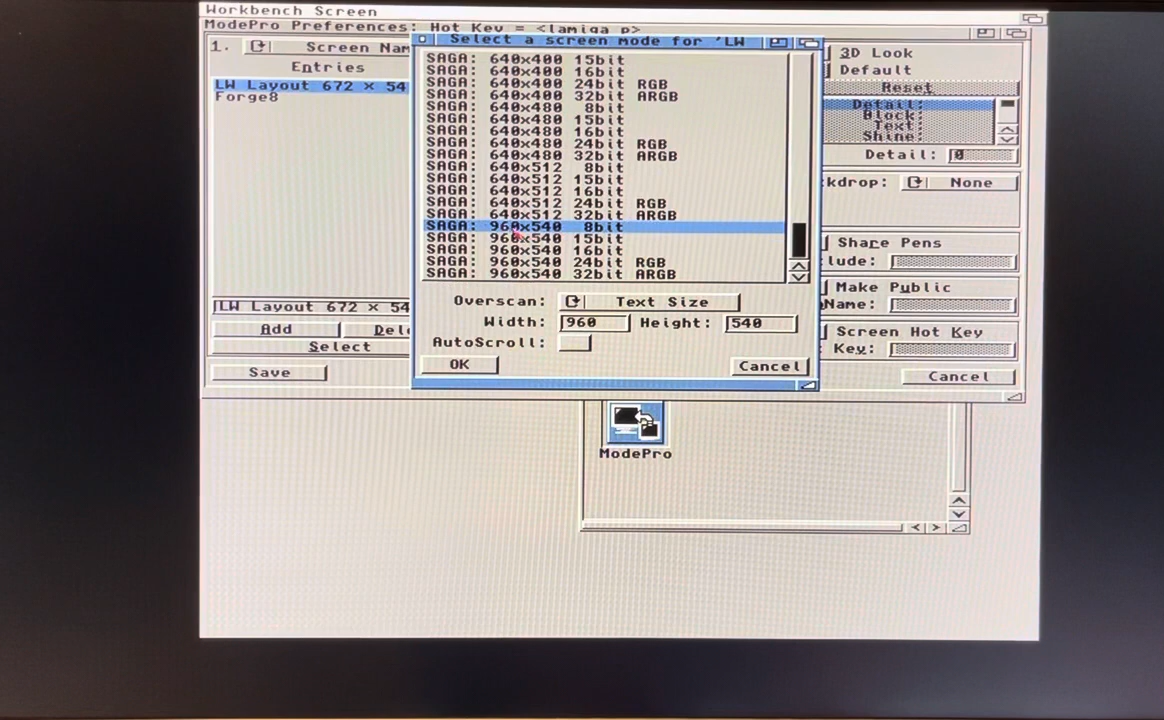 Workbench Screen
ModePro Preferences: Hot Key = <lamiga p>
1. Screen Nam
Entries
LW Layout 672 x 54
Forge8
LW Layout 672 x 54
Add
Dele
Select
Save
Select a screen mode for 'LW
SAGA: 640x400 15bit
SAGA: 640x400 16bit
SAGA: 640x400 24bit RGB
SAGA: 640x400 32bit ARGB
SAGA: 640x480 8bit
SAGA: 640x480 15bit
SAGA: 640x480 16bit
SAGA: 640x480 24bit RGB
SAGA: 640x480 32bit ARGB
SAGA: 640x512 8bit
SAGA: 640x512 15bit
SAGA: 640x512 16bit
SAGA: 640x512 24bit RGB
SAGA: 640x512 32bit ARGB
SAGA: 960x540 8bit
SAGA: 960x540 15bit
SAGA: 960x540 16bit
SAGA: 960x540 24bit RGB
SAGA: 960x540 32bit ARGB
Overscan: Text Size
Width: 960 Height: 540
AutoScroll:
OK
Cancel
3D Look
Default
Reset
Detail:
Block:
Text:
Shine:
Detail: 0
kdrop: None
Share Pens
lude:
Make Public
Name:
Screen Hot Key
Key:
Cancel
ModePro